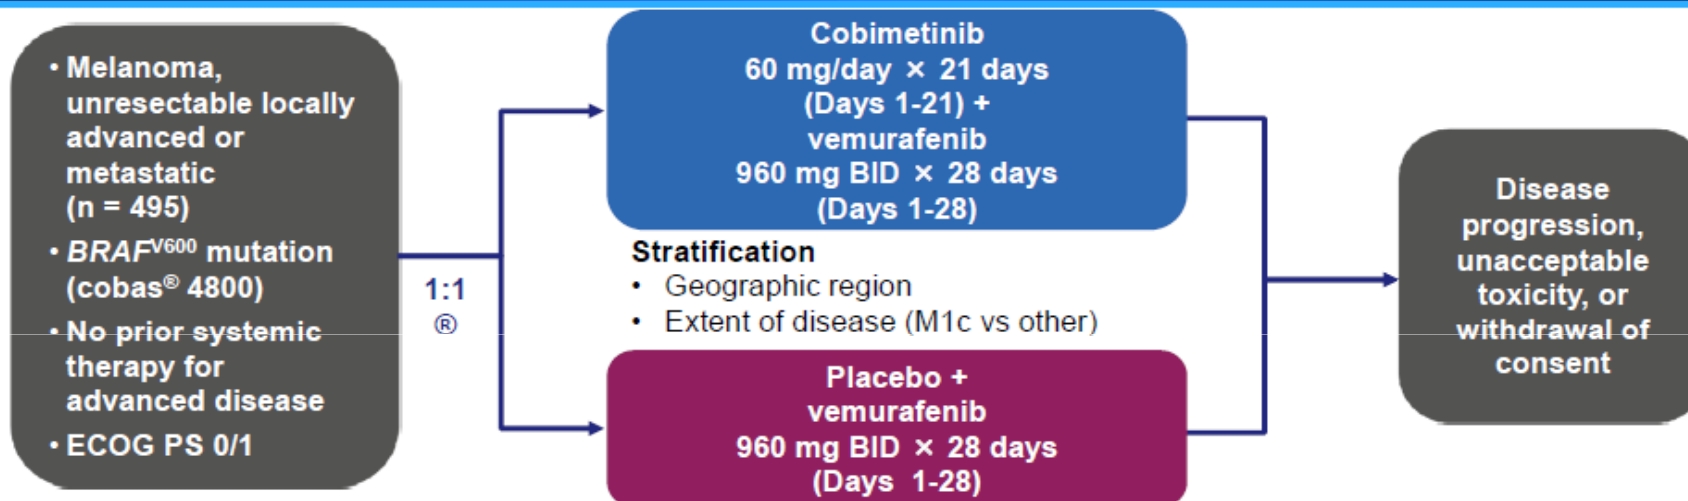 • Melanoma,
unresectable locally
advanced or
metastatic
(n = 495)
• BRAFV600 mutation
(cobas® 4800)
• No prior systemic
therapy for
advanced disease
• ECOG PS 0/1
1:1
®
Cobimetinib
60 mg/day × 21 days
(Days 1-21) +
vemurafenib
960 mg BID × 28 days
(Days 1-28)
Stratification
• Geographic region
• Extent of disease (M1c vs other)
Placebo +
vemurafenib
960 mg BID × 28 days
(Days 1-28)
Disease
progression,
unacceptable
toxicity, or
withdrawal of
consent